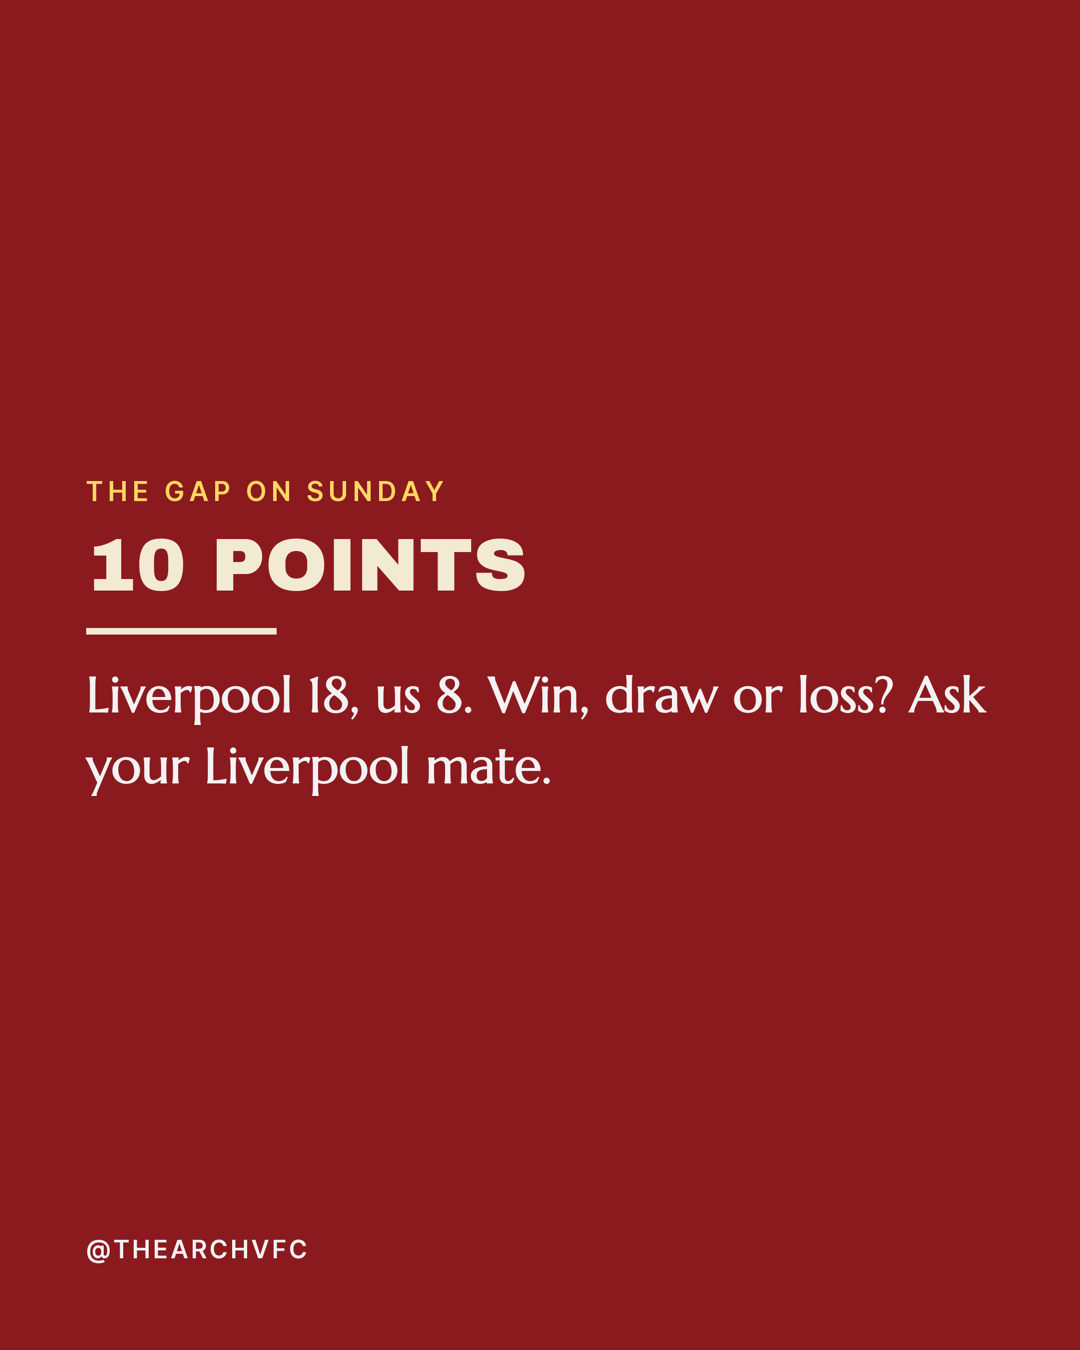 THE GAP ON SUNDAY
10 POINTS
Liverpool 18, us 8. Win, draw or loss? Ask
your Liverpool mate.
@THEARCHVFC